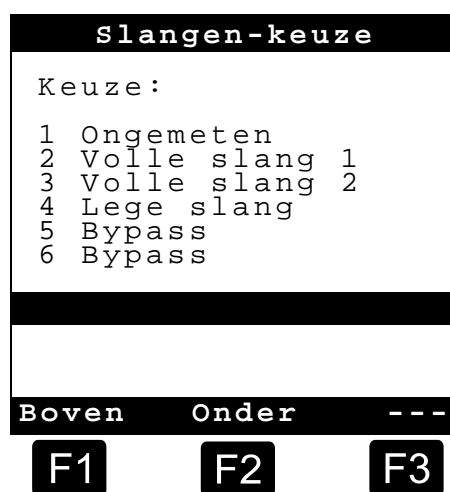 Slangen-keuze
Keuze:
1 Ongemeten
2 Volle slang 1
3 Volle slang 2
4 Lege slang
5 Bypass
6 Bypass
Boven Onder ---
F1 F2 F3